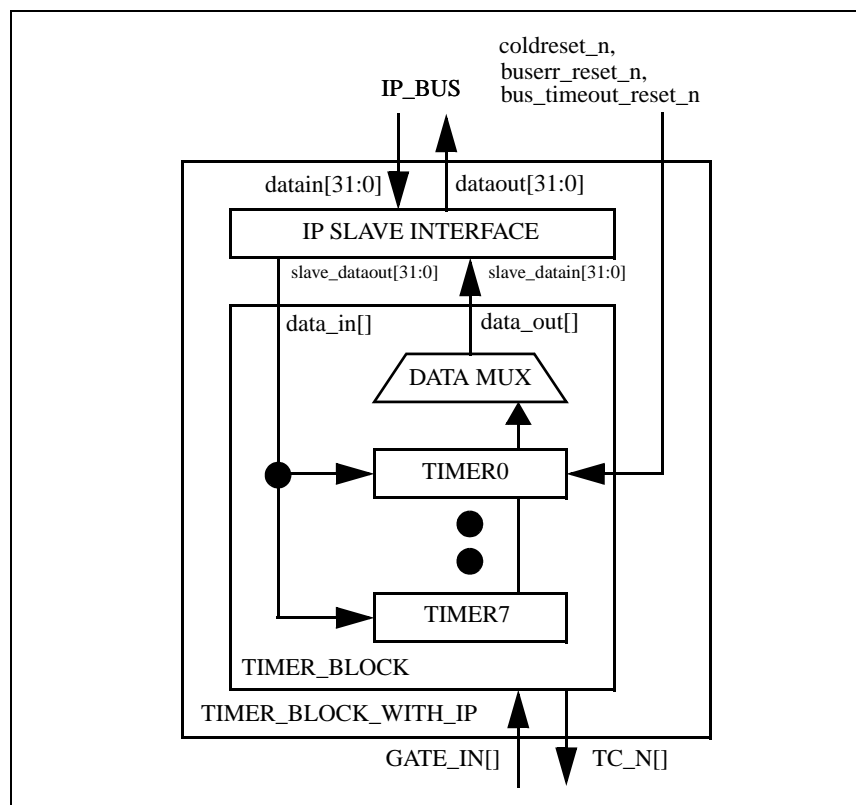 coldreset_n,
buserr_reset_n,
bus_timeout_reset_n
IP_BUS
datain[31:0]
dataout[31:0]
IP SLAVE INTERFACE
slave_dataout[31:0]
slave_datain[31:0]
data_in[]
data_out[]
DATA MUX
TIMER0
TIMER7
TIMER_BLOCK
TIMER_BLOCK_WITH_IP
GATE_IN[]
TC_N[]